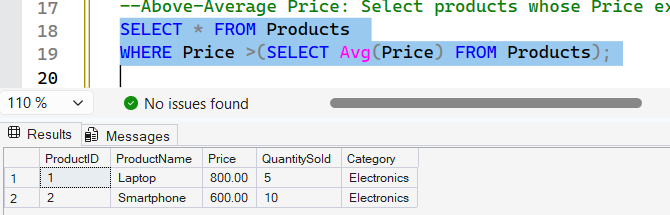 17 --Above-Average Price: Select products whose Price ex
18 SELECT * FROM Products
19 WHERE Price >(SELECT Avg(Price) FROM Products);
20
110 % No issues found
Results Messages
ProductID ProductName Price QuantitySold Category
1 1 Laptop 800.00 5 Electronics
2 2 Smartphone 600.00 10 Electronics